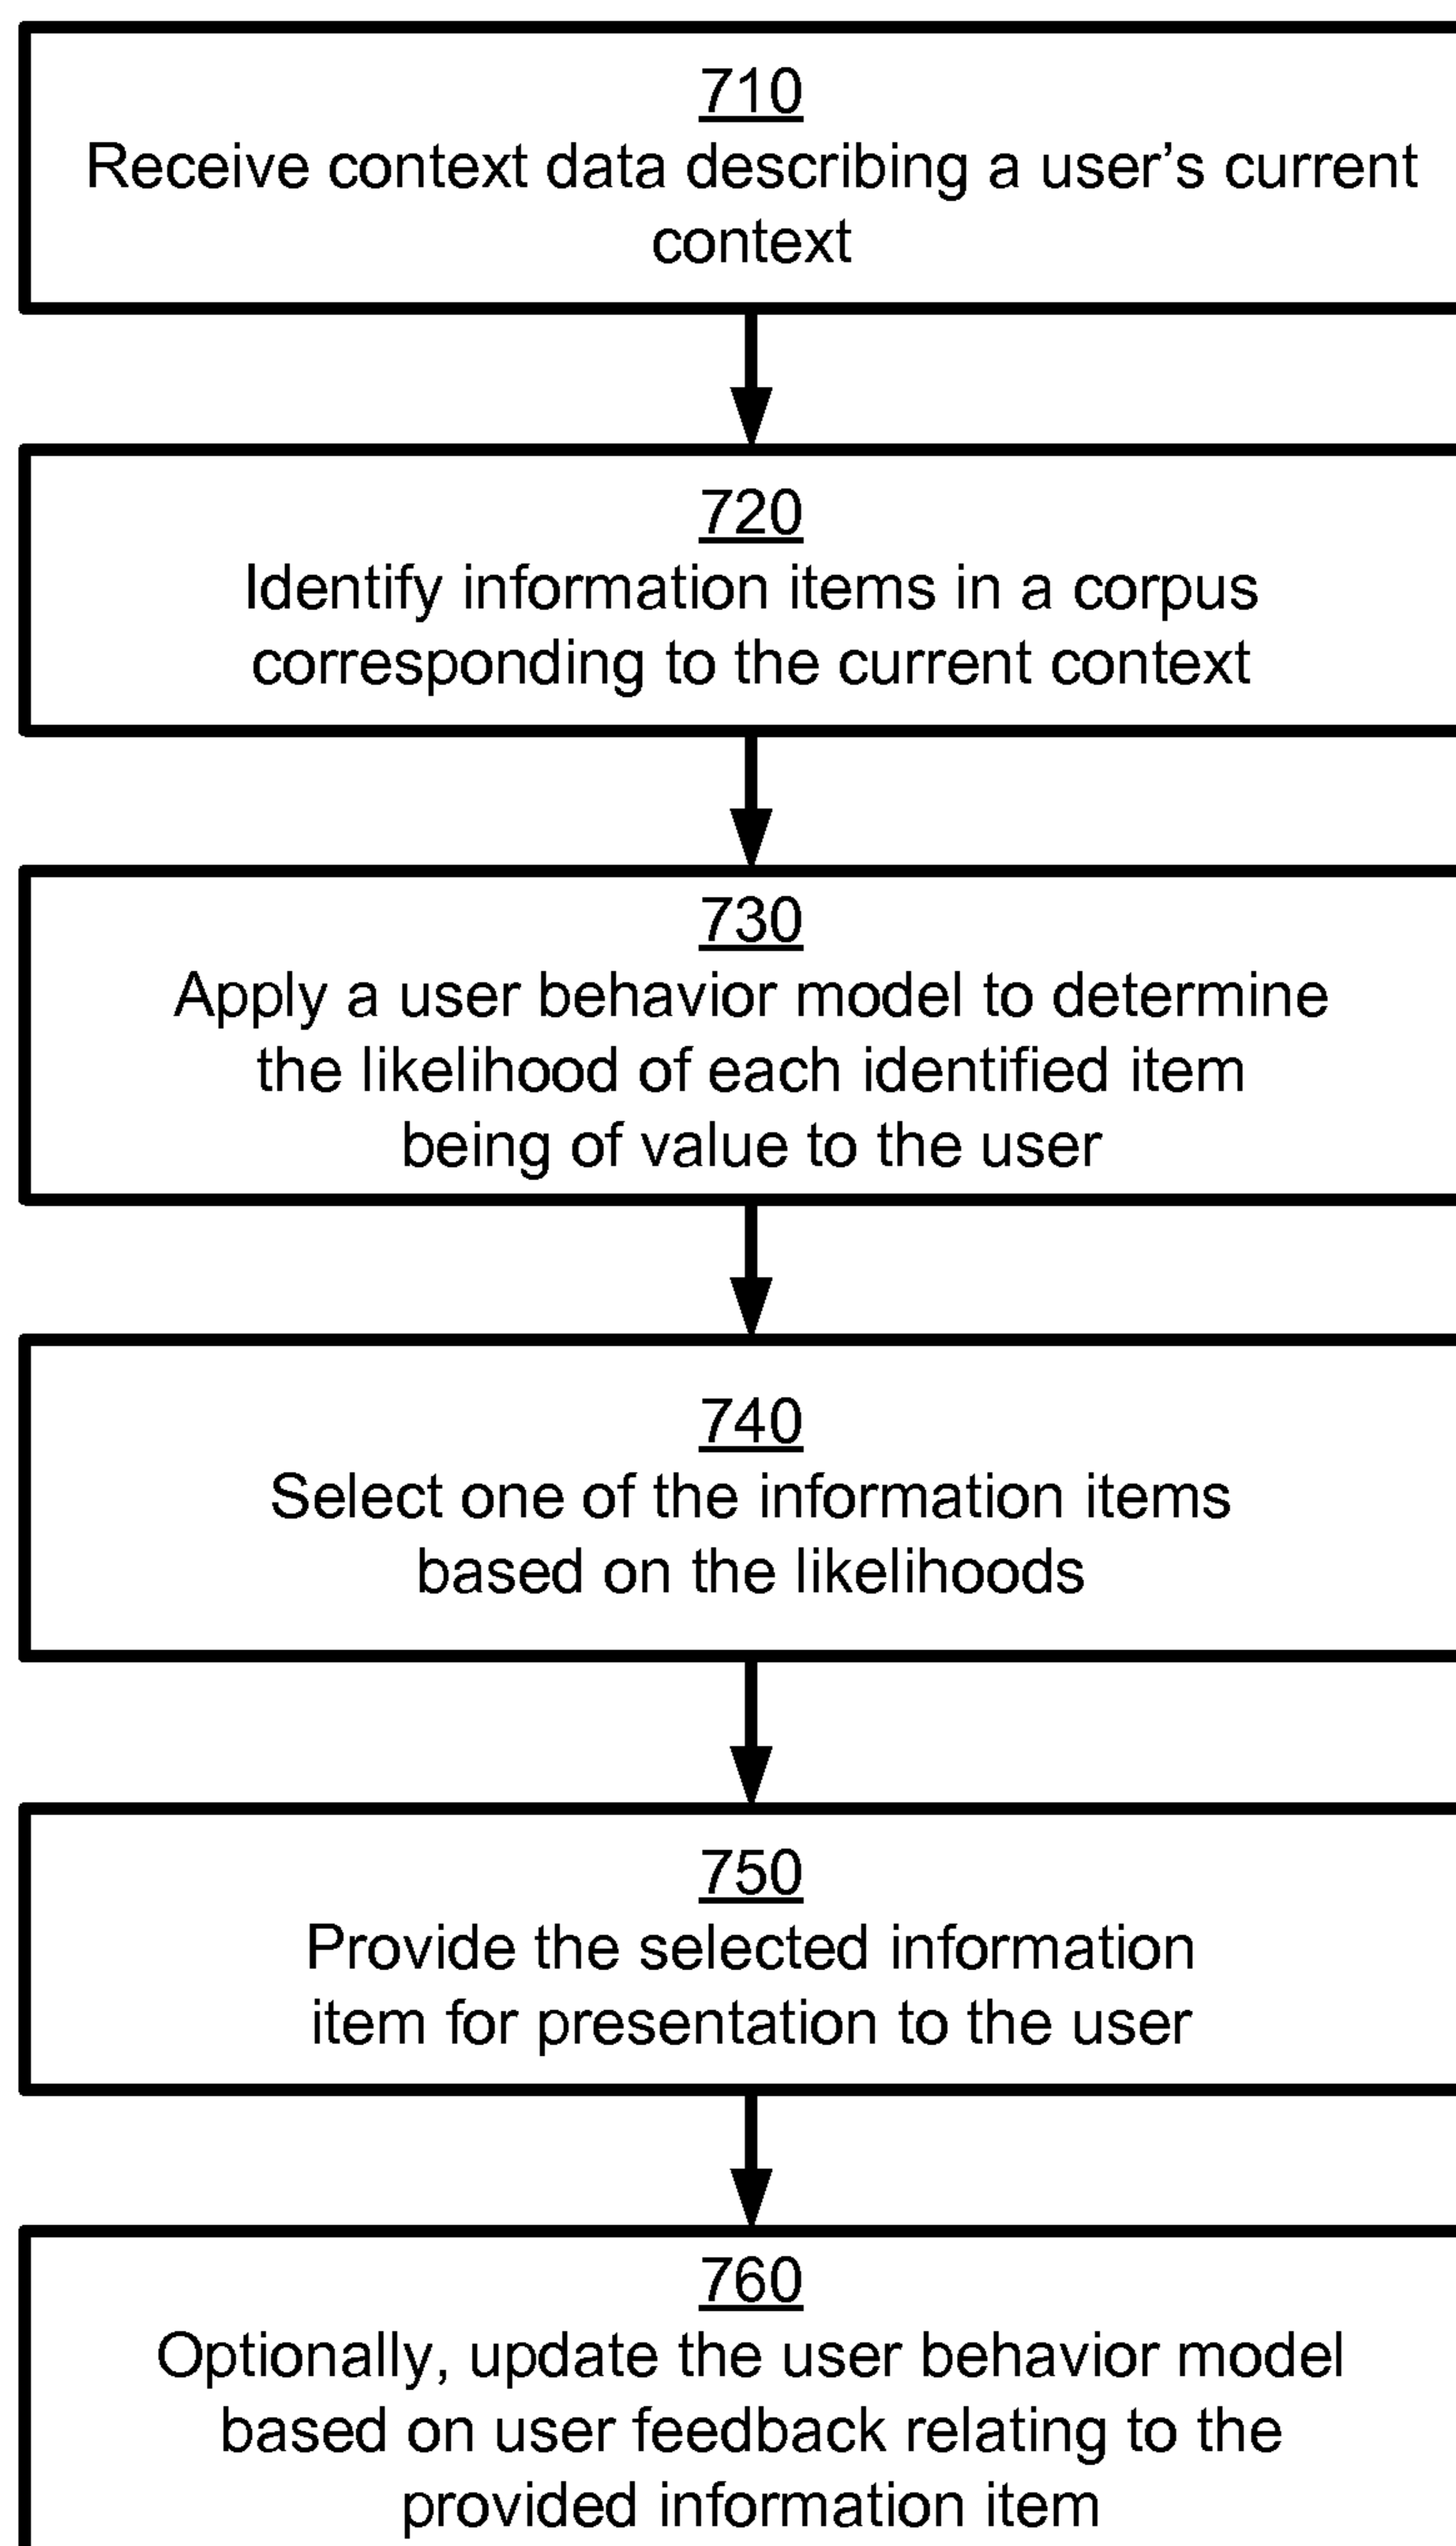 710
Receive context data describing a user’s current
context
720
Identify information items in a corpus
corresponding to the current context
730
Apply a user behavior model to determine
the likelihood of each identified item
being of value to the user
740
Select one of the information items
based on the likelihoods
750
Provide the selected information
item for presentation to the user
760
Optionally, update the user behavior model
based on user feedback relating to the
provided information item